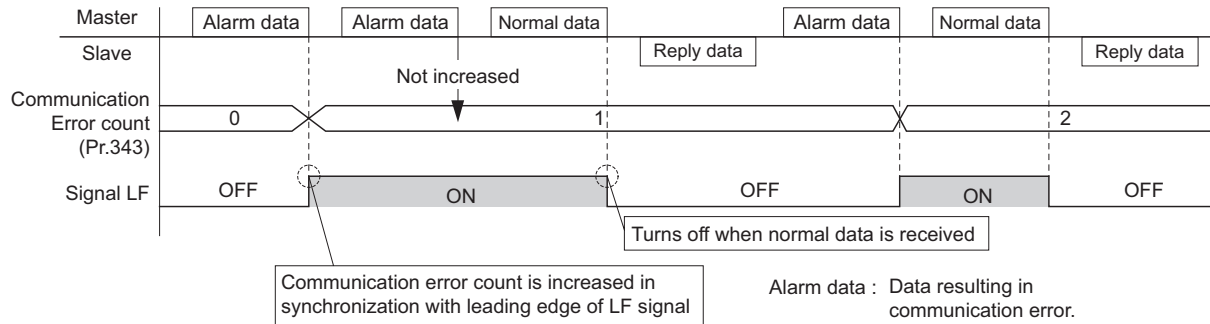 Master Alarm data Alarm data Normal data Alarm data Normal data
Slave Reply data Reply data
Not increased
Communication
Error count
(Pr.343)
0 1 2
Signal LF OFF ON OFF ON OFF
Turns off when normal data is received
Communication error count is increased in
synchronization with leading edge of LF signal
Alarm data : Data resulting in
communication error.